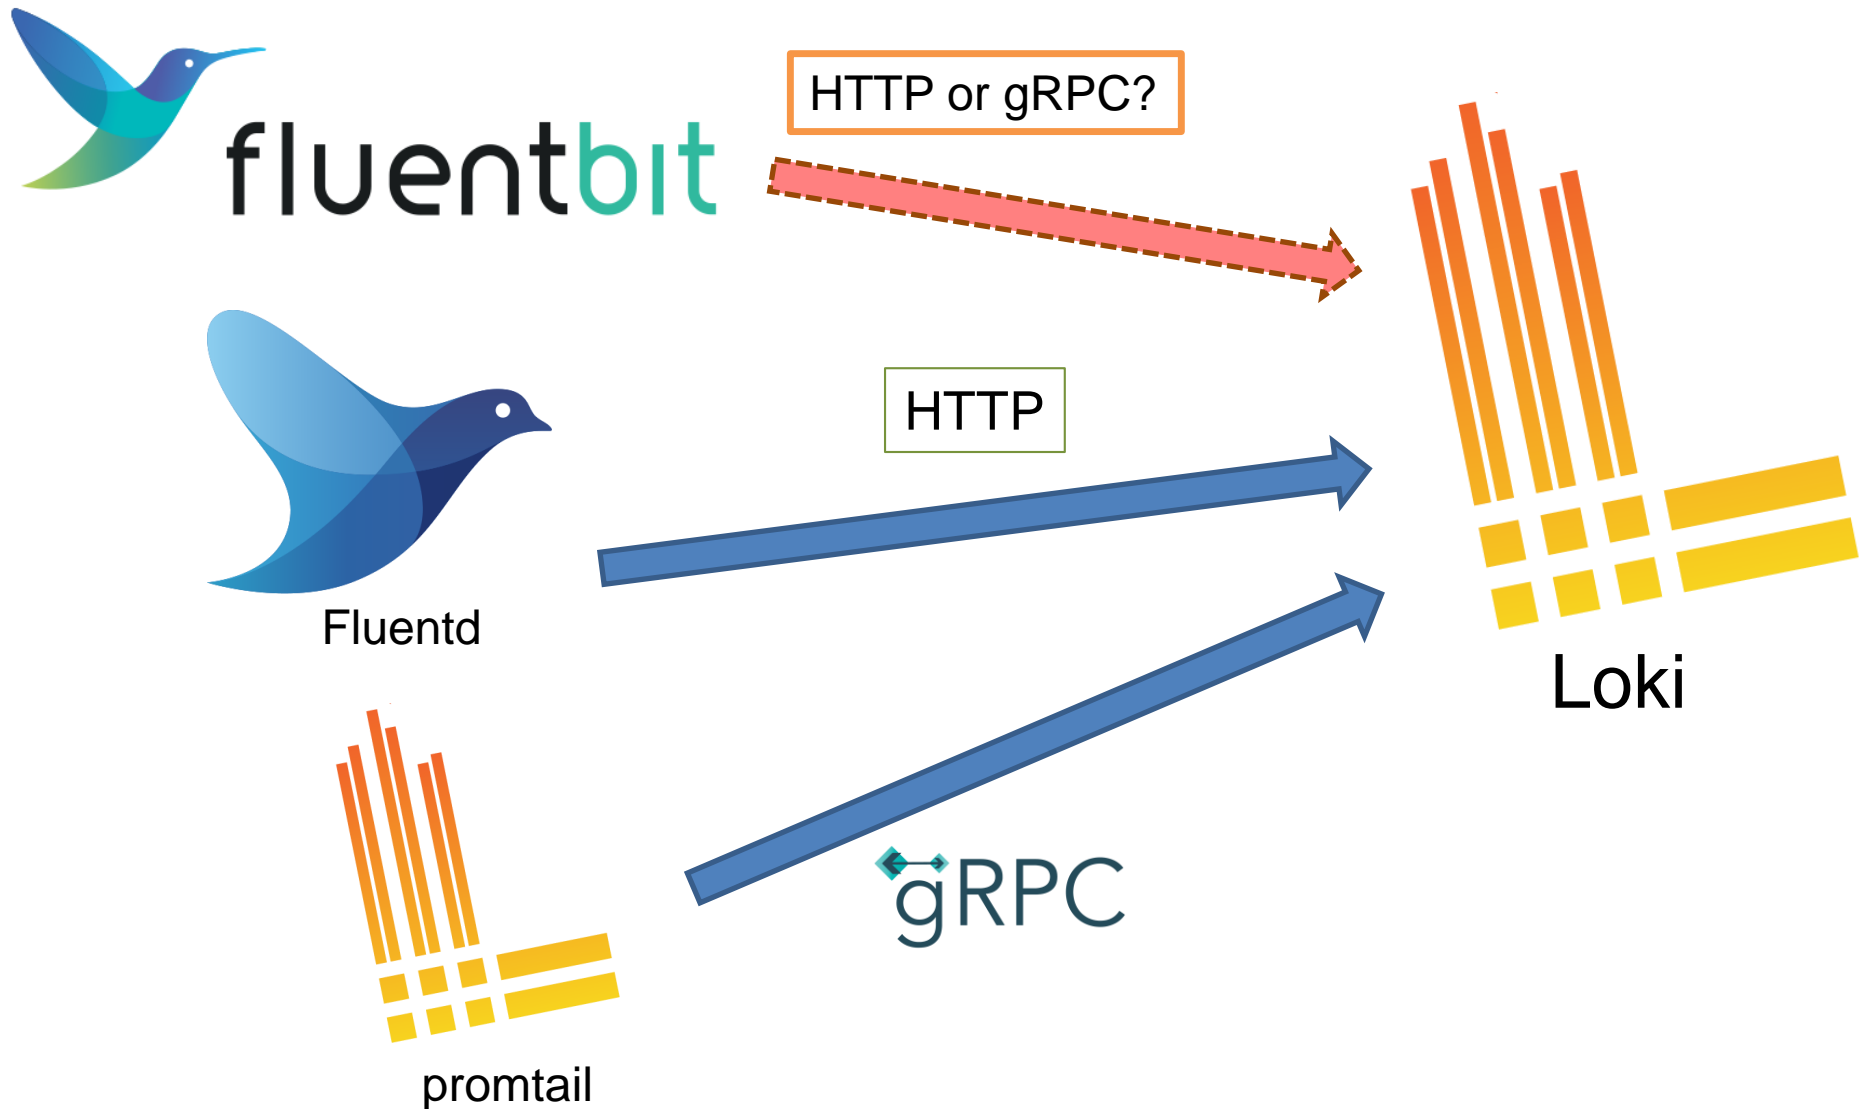 HTTP or gRPC?
fluentbit
HTTP
Fluentd
Loki
gRPC
promtail